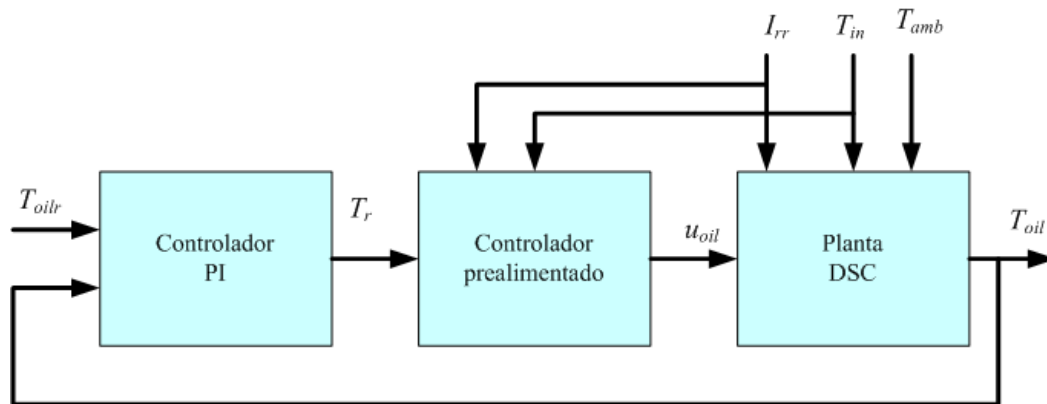 I_rr T_in T_amb
T_oilr
Controlador
PI
T_r
Controlador
prealimentado
u_oil
Planta
DSC
T_oil